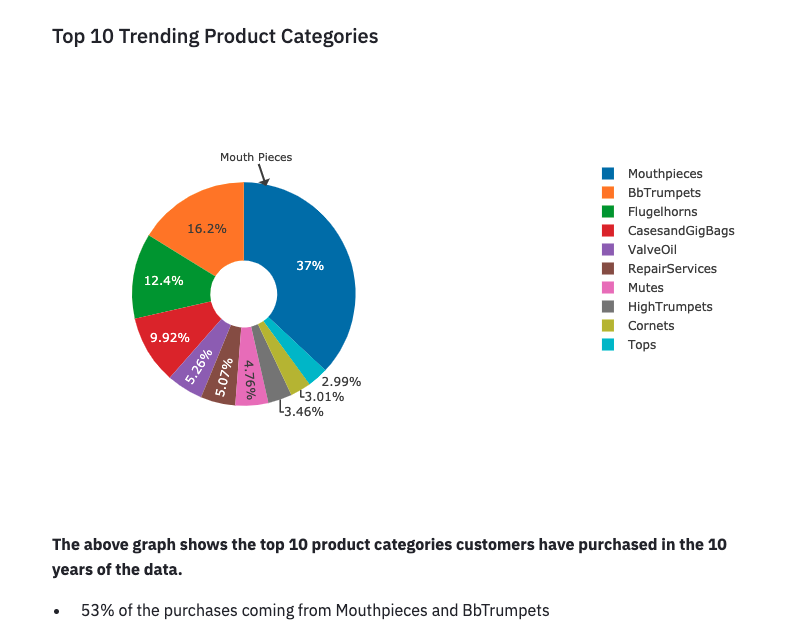 Top 10 Trending Product Categories
Mouth Pieces
37%
16.2%
12.4%
9.92%
5.26%
5.07%
4.76%
3.46%
3.01%
2.99%
Mouthpieces
BbTrumpets
Flugelhorns
CasesandGigBags
ValveOil
RepairServices
Mutes
HighTrumpets
Cornets
Tops
The above graph shows the top 10 product categories customers have purchased in the 10
years of the data.
• 53% of the purchases coming from Mouthpieces and BbTrumpets